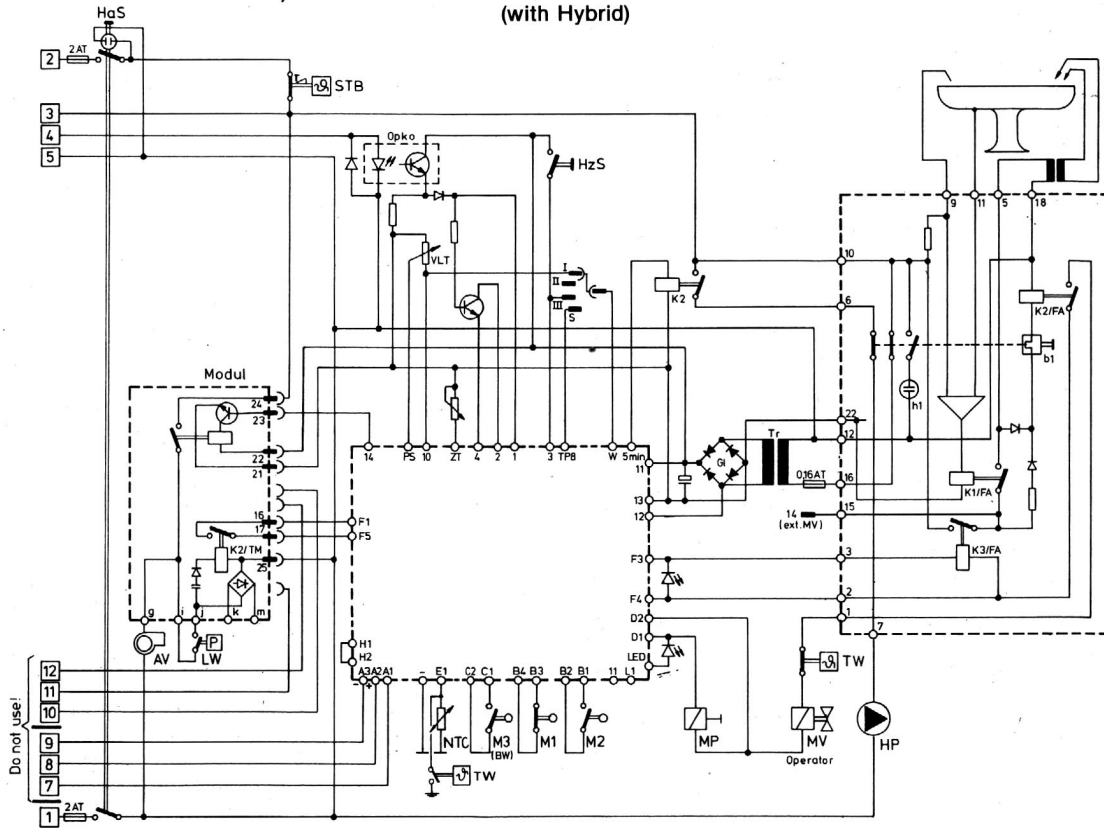 (with Hybrid)
HaS
2 2AT
STB
3
4
5
Opko
HzS
VLT
I
II
III
S
K2
9 11 5 18
10
6
K2/FA
b1
h1
22
12
16
15
14
(ext.MV)
K1/FA
K3/FA
3
2
1
7
Modul
24
23
22
21
16
17
K2/TM
25
g i j k m
AV
LW
P
14 PS 10 ZT 4 2 1 3 TP8 W 5min
11
13
12
Gl
Tr
0,16AT
F1
F5
F3
F4
D2
D1
LED
H1
H2
A3 A2 A1 - E1 C2 C1 B4 B3 B2 B1 11 L1
- +
NTC
M3
(BW)
M1
M2
ϑ TW
MP
MV
Operator
ϑ TW
HP
Do not use!
12
11
10
9
8
7
1 2AT